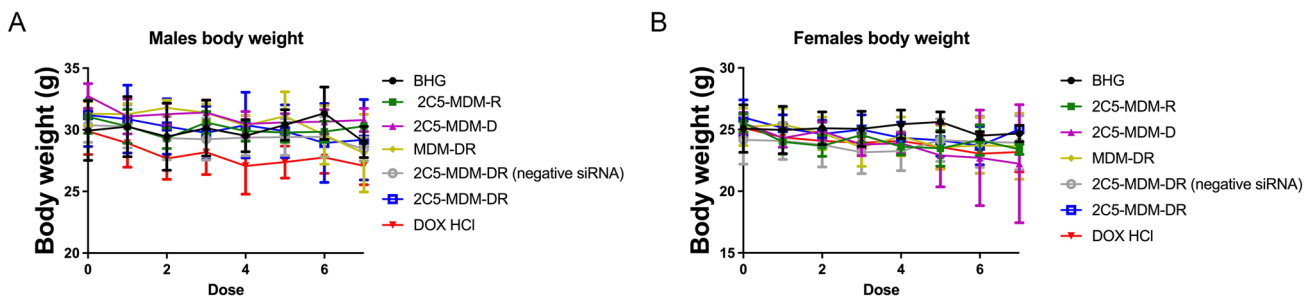 A
Males body weight
Body weight (g)
35
30
25
20
0
2
4
6
Dose
BHG
2C5-MDM-R
2C5-MDM-D
MDM-DR
2C5-MDM-DR (negative siRNA)
2C5-MDM-DR
DOX HCl
B
Females body weight
Body weight (g)
30
25
20
15
0
2
4
6
Dose
BHG
2C5-MDM-R
2C5-MDM-D
MDM-DR
2C5-MDM-DR (negative siRNA)
2C5-MDM-DR
DOX HCl